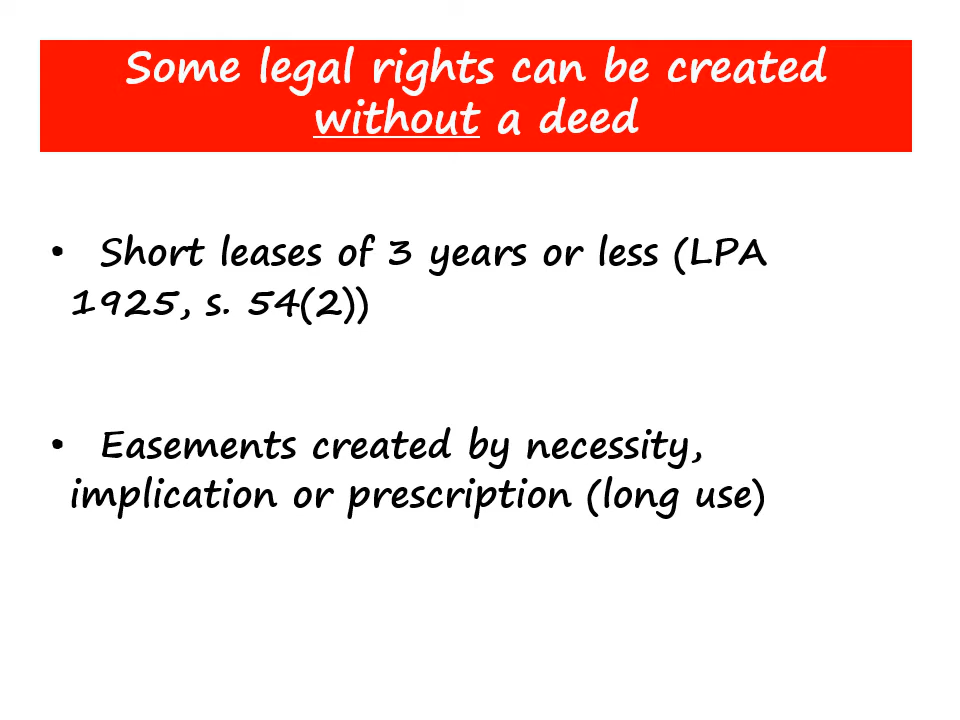 Some legal rights can be created
without a deed
• Short leases of 3 years or less (LPA
1925, s. 54(2))
• Easements created by necessity,
implication or prescription (long use)